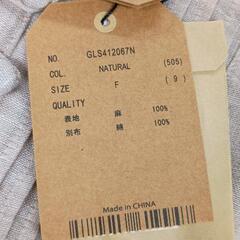 NO. GLS412067N
COL. NATURAL (505)
SIZE F (9)
QUALITY
表地 麻 100%
別布 綿 100%
Made in CHINA